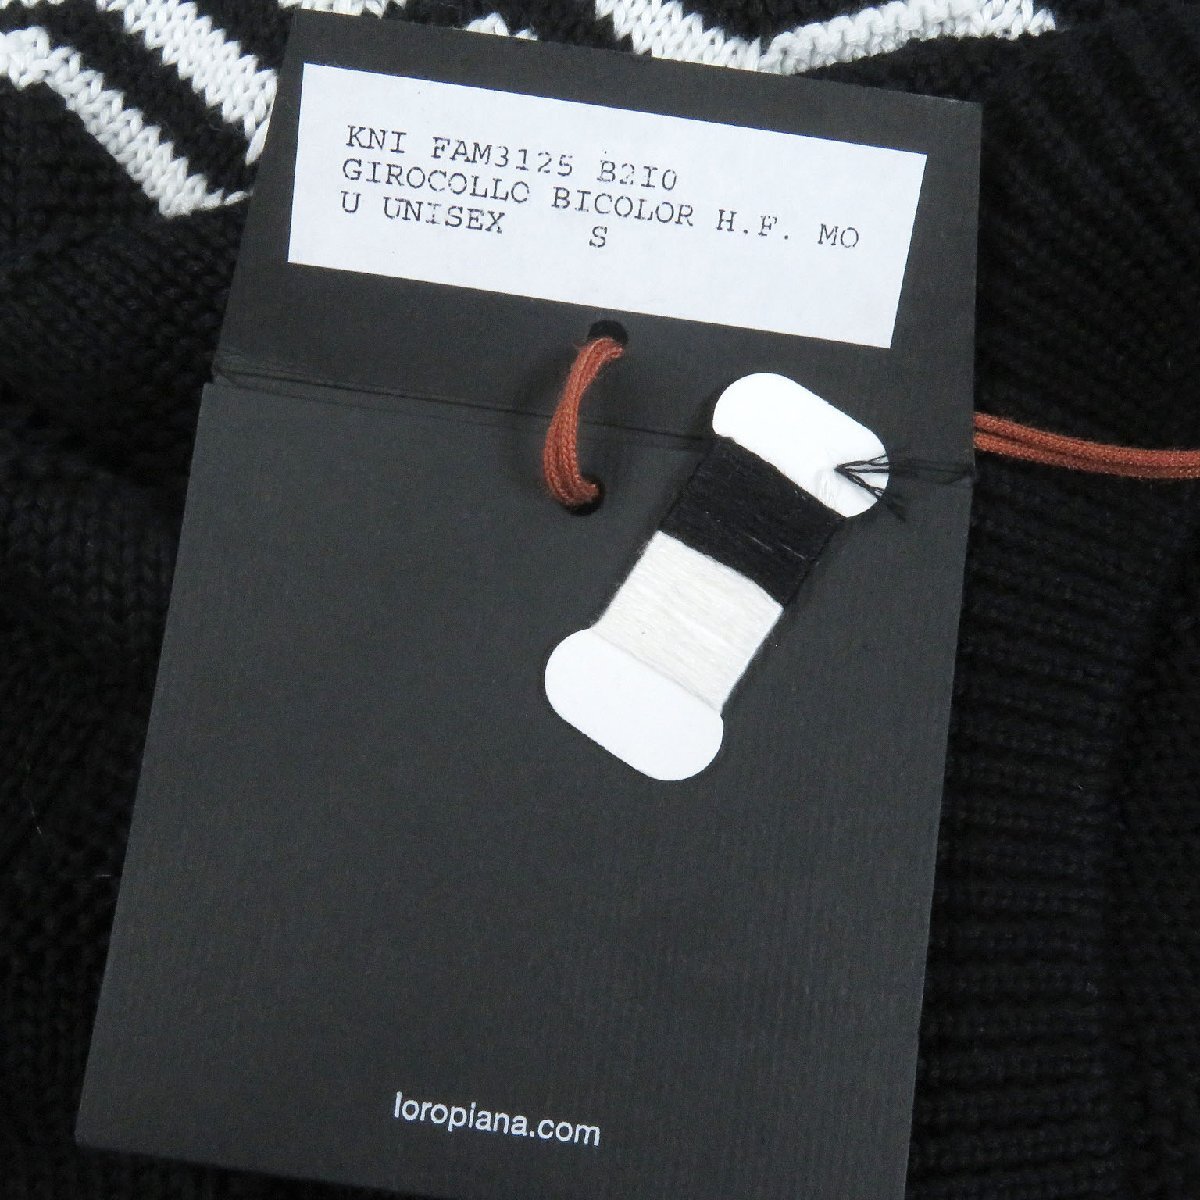 KNI FAM3125 B2I0
GIROCOLLO BICOLOR H.F. MO
U UNISEX S
loropiana.com